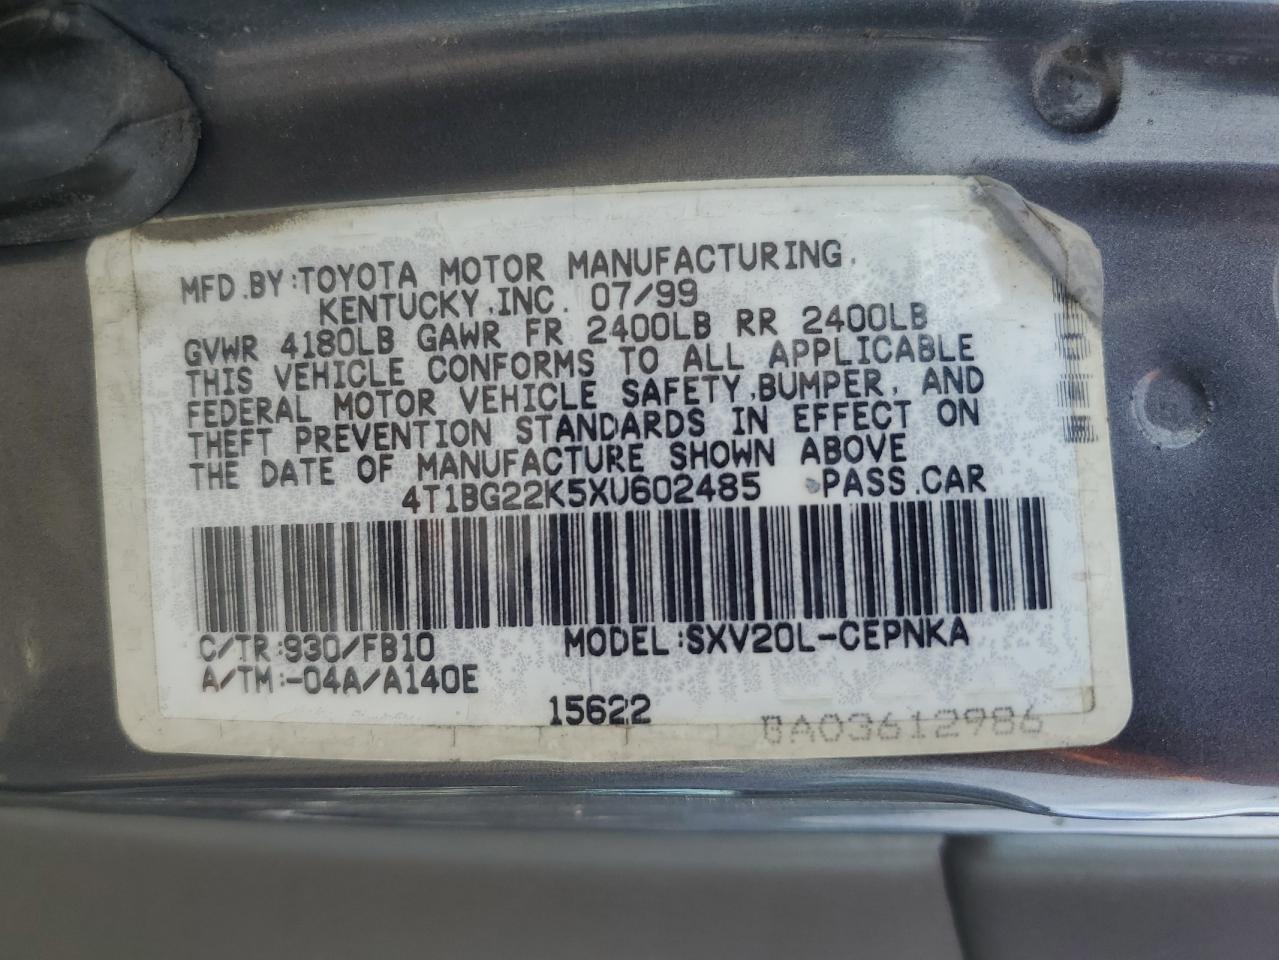 MFD.BY:TOYOTA MOTOR MANUFACTURING.
KENTUCKY,INC. 07/99
GVWR 4180LB GAWR FR 2400LB RR 2400LB
THIS VEHICLE CONFORMS TO ALL APPLICABLE
FEDERAL MOTOR VEHICLE SAFETY,BUMPER, AND
THEFT PREVENTION STANDARDS IN EFFECT ON
THE DATE OF MANUFACTURE SHOWN ABOVE
4T1BG22K5XU602485 PASS.CAR
C/TR:930/FB10 MODEL:SXV20L-CEPNKA
A/TM:-04A/A140E
15622
BA03612986